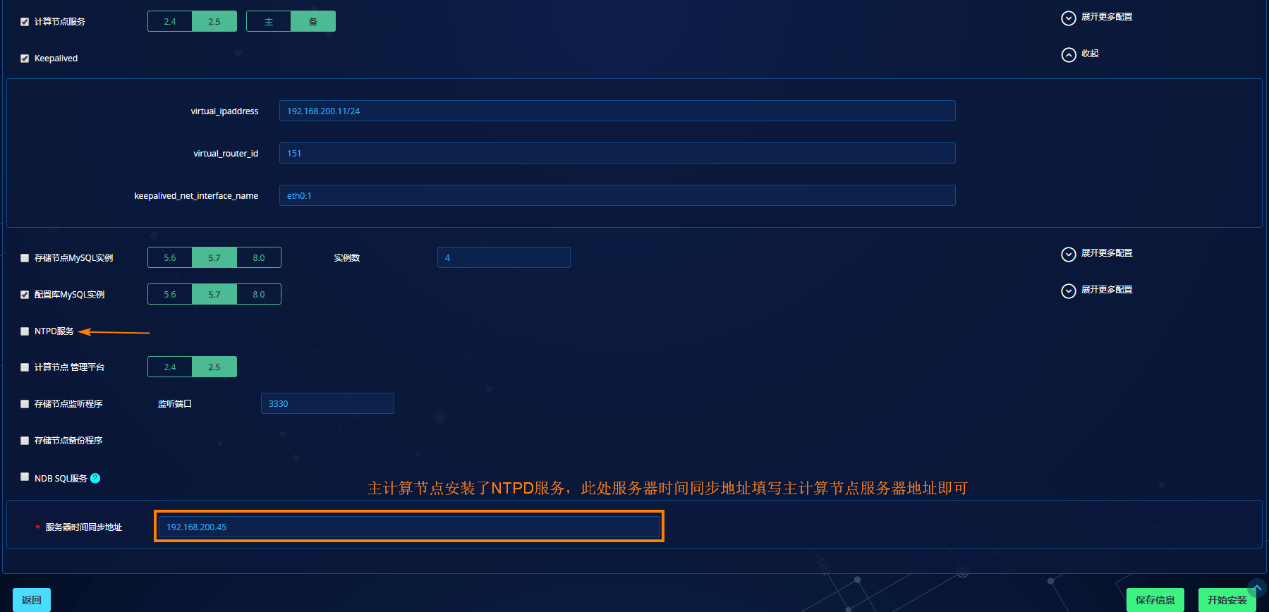 计算节点服务 2.4 2.5 主 备 展开更多配置
Keepalived 收起
virtual_ipaddress 192.168.200.11/24
virtual_router_id 151
keepalived_net_interface_name eth0:1
存储节点MySQL实例 5.6 5.7 8.0 实例数 4 展开更多配置
配置库MySQL实例 5.6 5.7 8.0 展开更多配置
NTPD服务
计算节点 管理平台 2.4 2.5
存储节点监听程序 监听端口 3330
存储节点备份程序
NDB SQL服务 ?
主计算节点安装了NTPD服务，此处服务器时间同步地址填写主计算节点服务器地址即可
* 服务器时间同步地址 192.168.200.45
返回 保存信息 开始安装